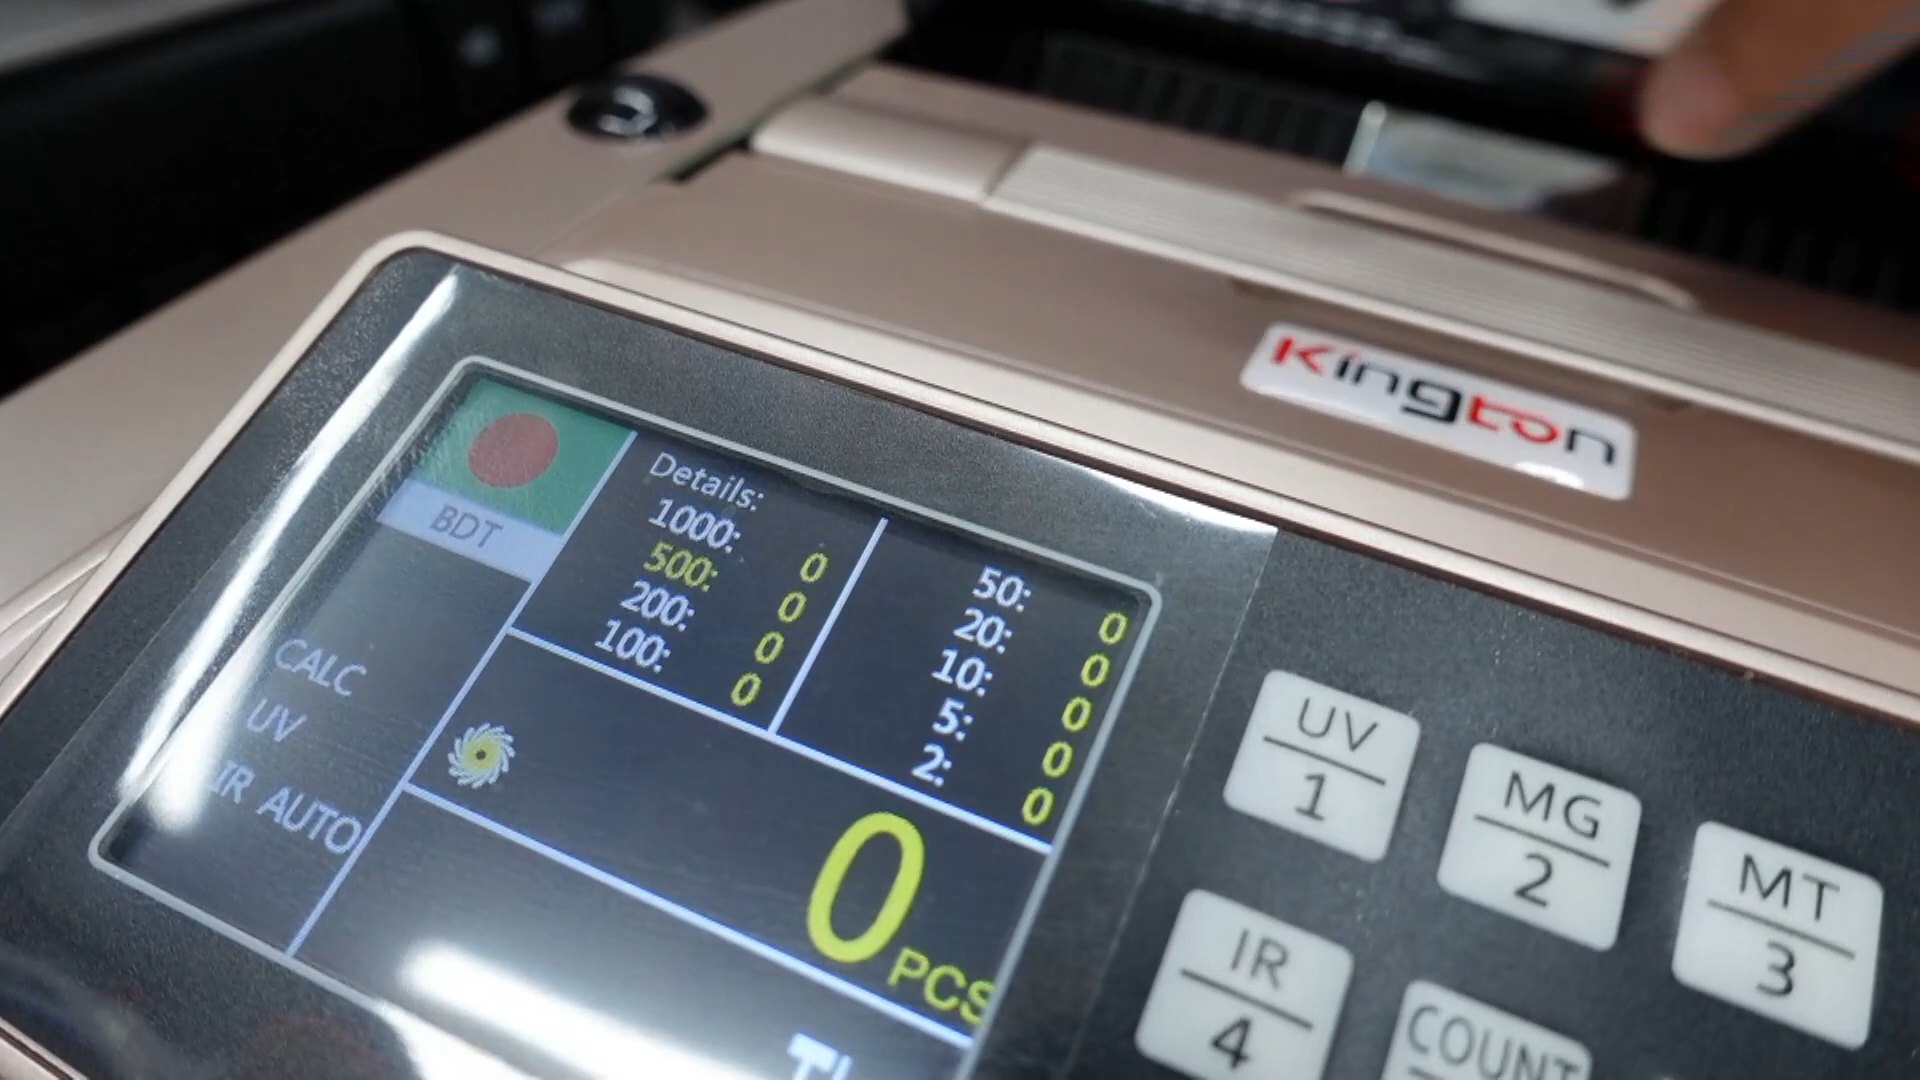 Kington
BDT
Details:
1000: 0
500: 0
200: 0
100: 0
50: 0
20: 0
10: 0
5: 0
2: 0
CALC
UV
IR AUTO
0 PCS
UV
1
MG
2
MT
3
IR
4
COUNT